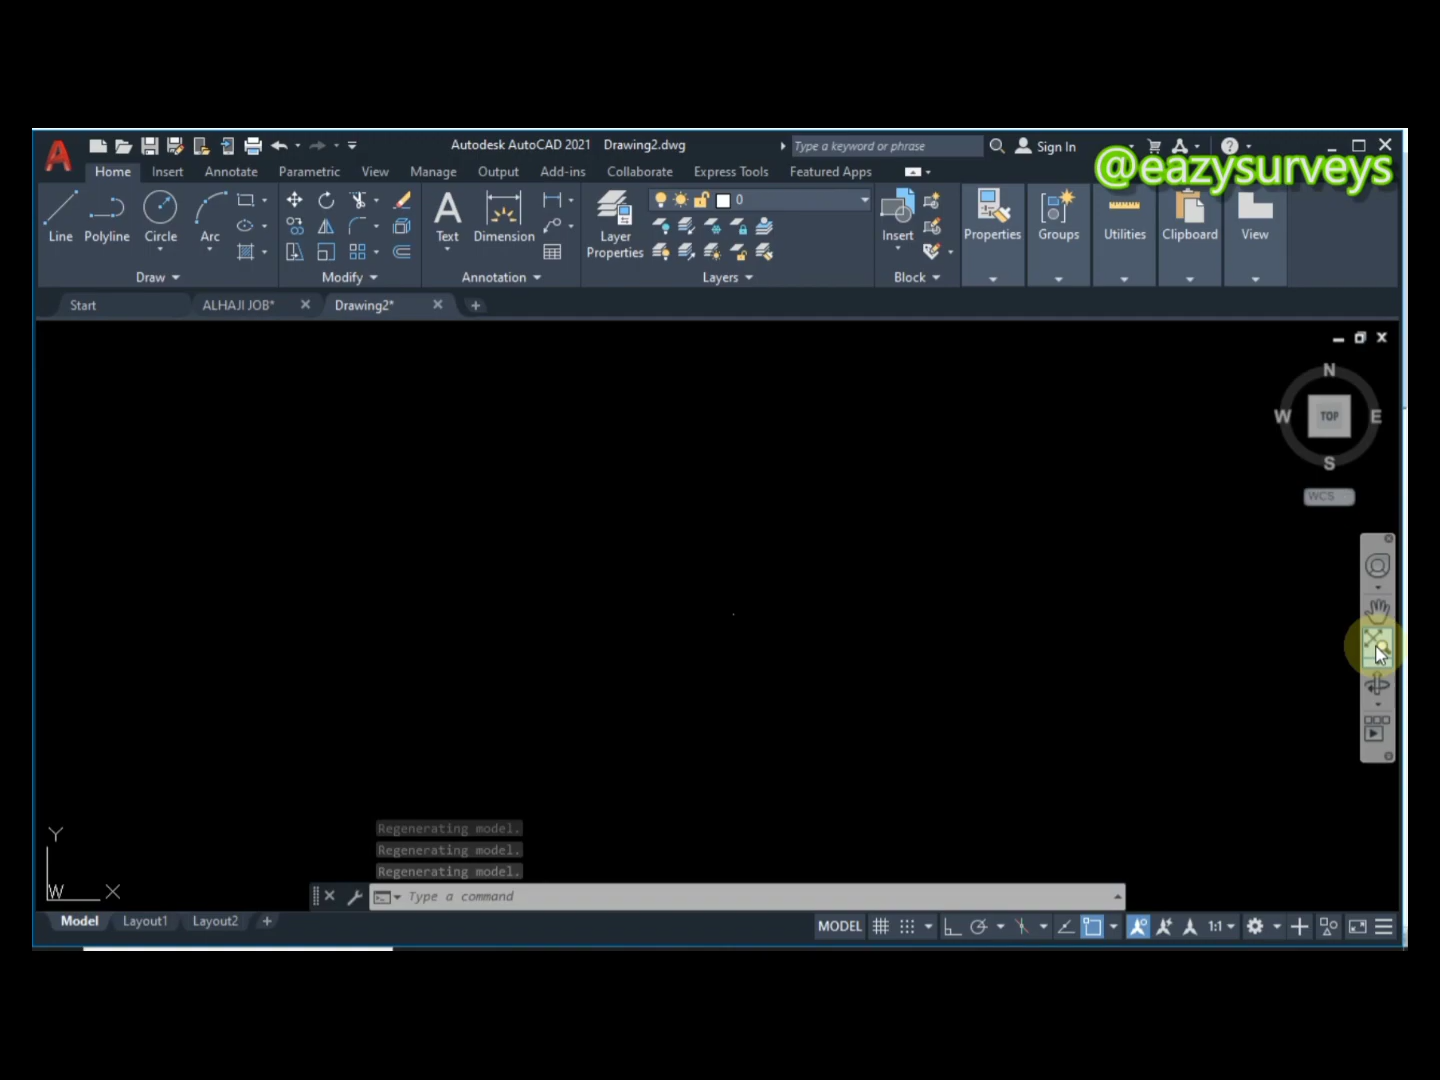 Autodesk AutoCAD 2021 Drawing2.dwg
Type a keyword or phrase
Sign In
@eazysurveys
Home Insert Annotate Parametric View Manage Output Add-ins Collaborate Express Tools Featured Apps
0
Line Polyline Circle Arc Text Dimension Layer Properties Insert Properties Groups Utilities Clipboard View
Draw Modify Annotation Layers Block
Start ALHAJI JOB* Drawing2*
N
W TOP E
S
WCS
Y
W X
Regenerating model.
Regenerating model.
Regenerating model.
Type a command
Model Layout1 Layout2
MODEL 1:1